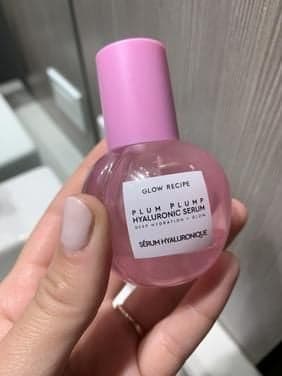 GLOW RECIPE
PLUM PLUMP
HYALURONIC SERUM
DEEP HYDRATION + GLOW
SÉRUM HYALURONIQUE